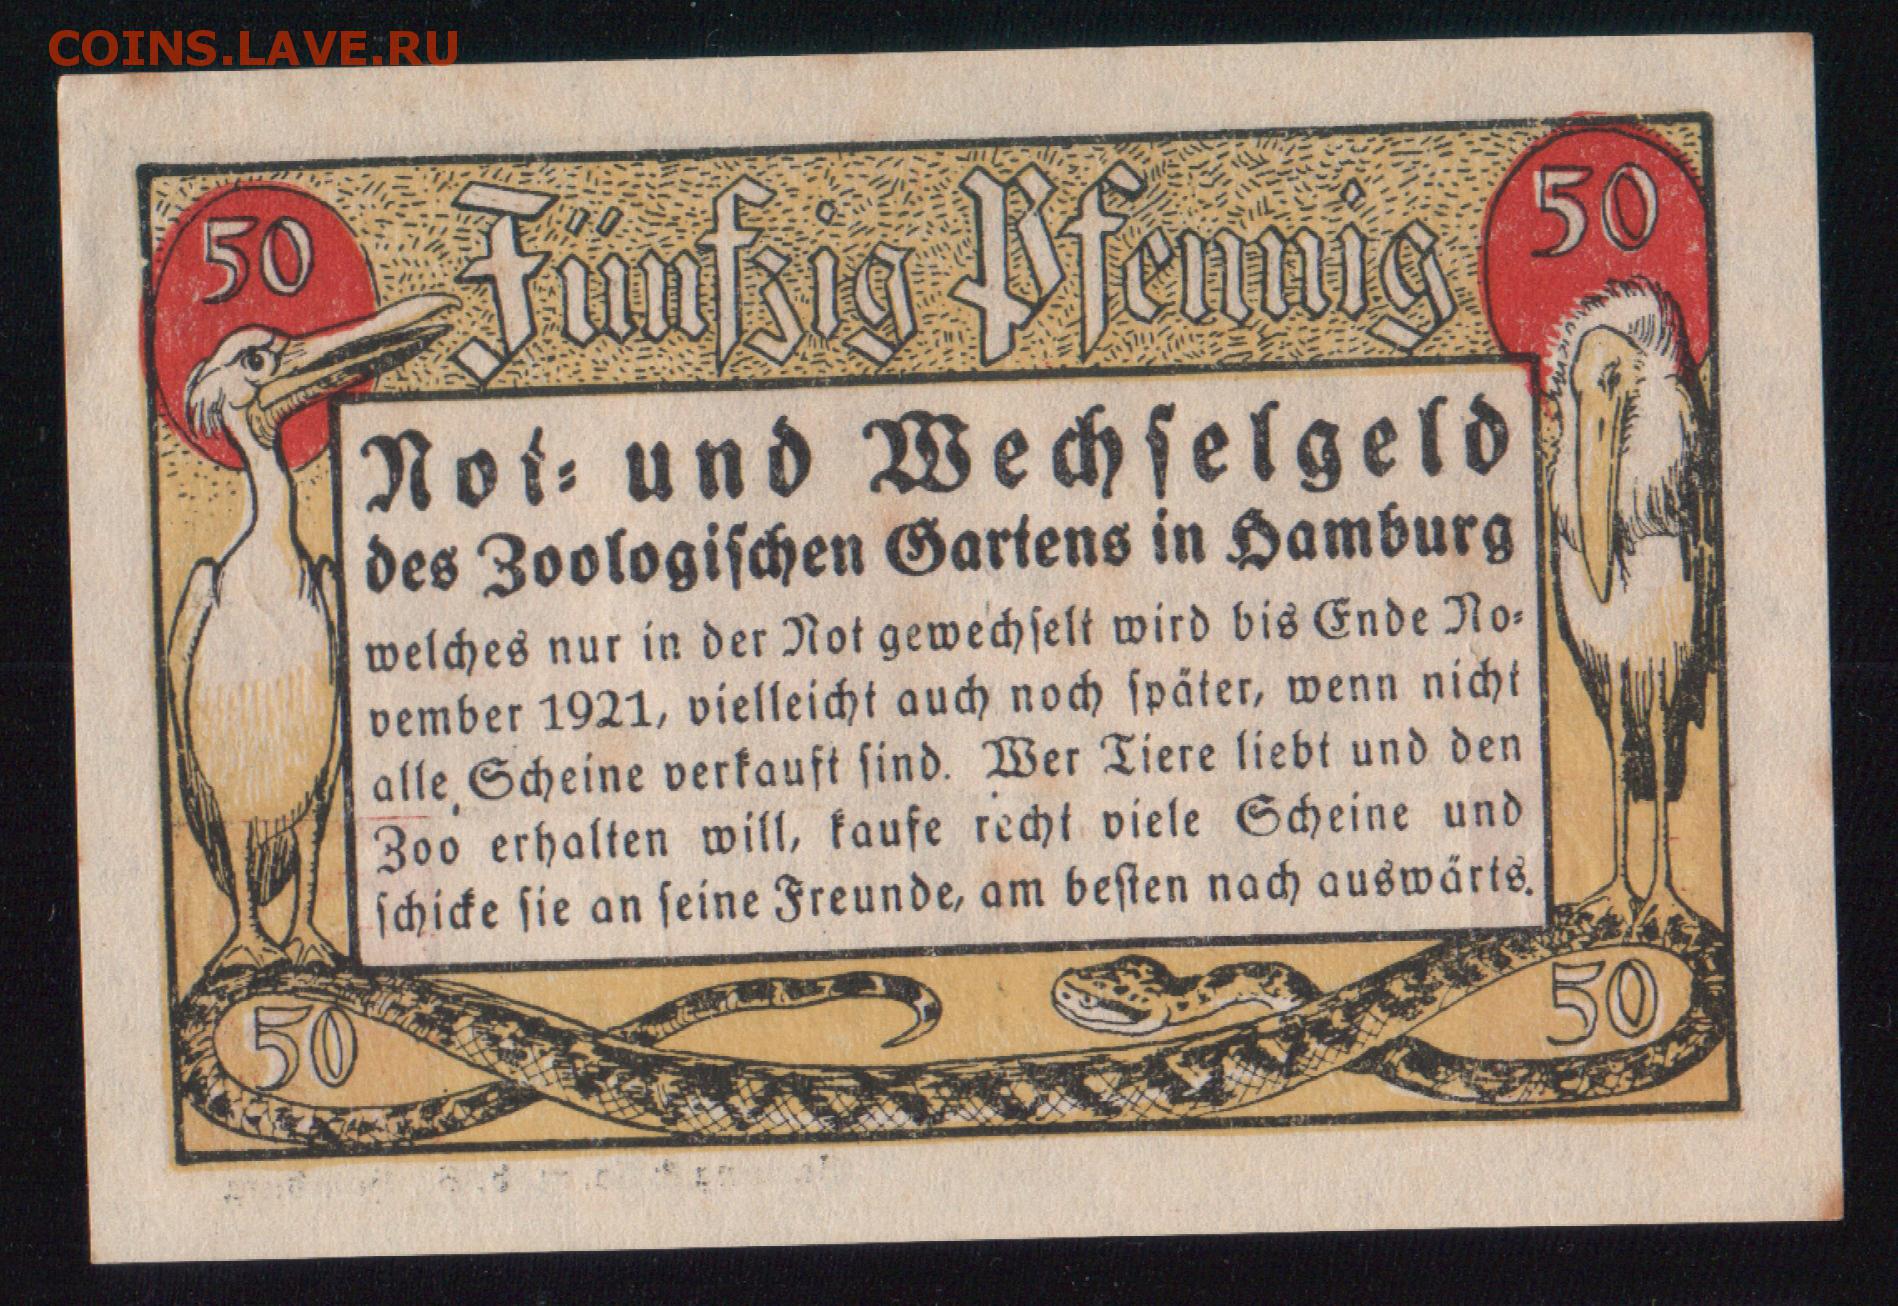 COINS.LAVE.RU
50 Fünfzig Pfennig 50
Not- und Wechselgeld
des Zoologischen Gartens in Hamburg
welches nur in der Not gewechselt wird bis Ende No-
vember 1921, vielleicht auch noch später, wenn nicht
alle Scheine verkauft sind. Wer Tiere liebt und den
Zoo erhalten will, kaufe recht viele Scheine und
schicke sie an seine Freunde, am besten nach auswärts.
50 50